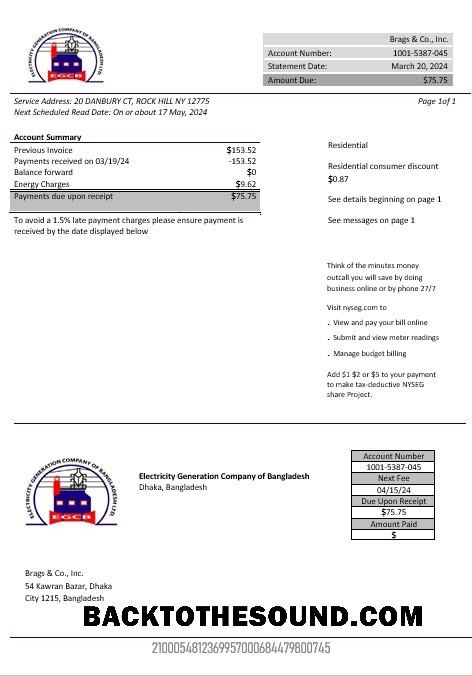 ELECTRICITY GENERATION COMPANY OF BANGLADESH LTD.
EGCB
Brags & Co., Inc.
Account Number: 1001-5387-045
Statement Date: March 20, 2024
Amount Due: $75.75
Service Address: 20 DANBURY CT, ROCK HILL NY 12775 Page 1of 1
Next Scheduled Read Date: On or about 17 May, 2024
Account Summary
Previous Invoice $153.52
Payments received on 03/19/24 -153.52
Balance forward $0
Energy Charges $9.62
Payments due upon receipt $75.75
To avoid a 1.5% late payment charges please ensure payment is
received by the date displayed below
Residential
Residential consumer discount
$0.87
See details beginning on page 1
See messages on page 1
Think of the minutes money
outcall you will save by doing
business online or by phone 27/7
Visit nyseg.com to
. View and pay your bill online
. Submit and view meter readings
. Manage budget billing
Add $1 $2 or $5 to your payment
to make tax-deductive NYSEG
share Project.
ELECTRICITY GENERATION COMPANY OF BANGLADESH LTD.
EGCB
Electricity Generation Company of Bangladesh
Dhaka, Bangladesh
Account Number
1001-5387-045
Next Fee
04/15/24
Due Upon Receipt
$75.75
Amount Paid
$
Brags & Co., Inc.
54 Kawran Bazar, Dhaka
City 1215, Bangladesh
BACKTOTHESOUND.COM
2100054812369957000684479800745